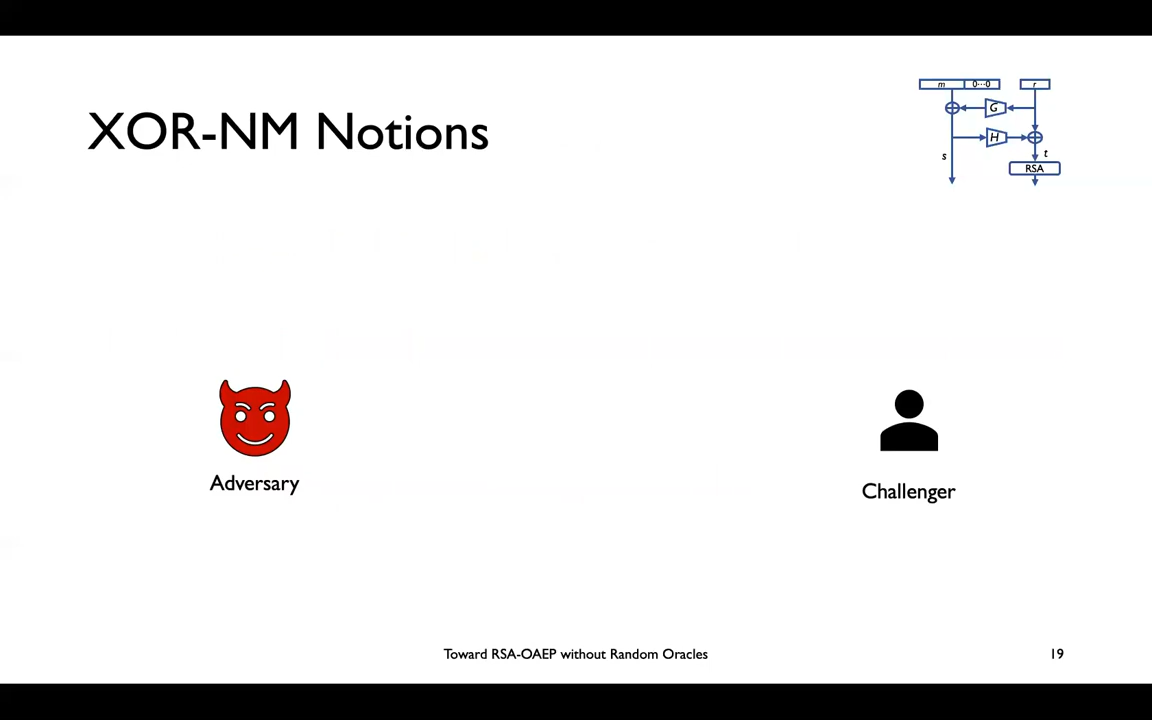 m 0···0 r
XOR-NM Notions
G
H
s t
RSA
Adversary
Challenger
Toward RSA-OAEP without Random Oracles 19